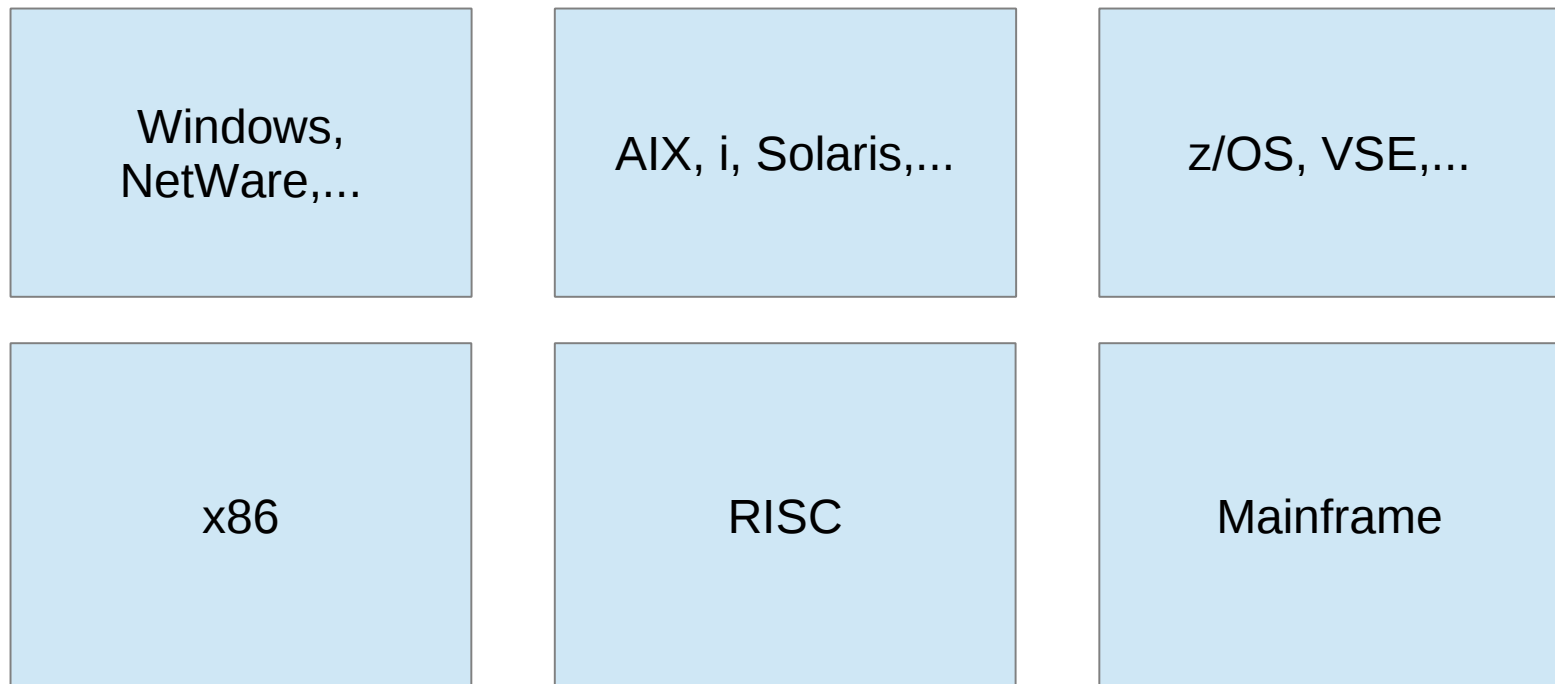 Windows,
NetWare,...
AIX, i, Solaris,...
z/OS, VSE,...
x86
RISC
Mainframe